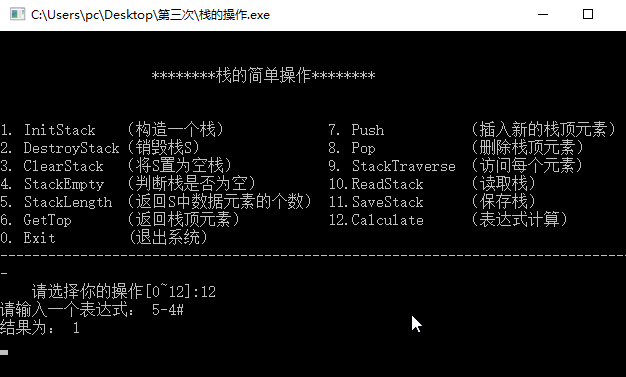 C:\Users\pc\Desktop\第三次\栈的操作.exe
********栈的简单操作********
1. InitStack (构造一个栈) 7. Push (插入新的栈顶元素)
2. DestroyStack (销毁栈S) 8. Pop (删除栈顶元素)
3. ClearStack (将S置为空栈) 9. StackTraverse (访问每个元素)
4. StackEmpty (判断栈是否为空) 10.ReadStack (读取栈)
5. StackLength (返回S中数据元素的个数) 11.SaveStack (保存栈)
6. GetTop (返回栈顶元素) 12.Calculate (表达式计算)
0. Exit (退出系统)
--------------------------------------------------------------------------------
-
请选择你的操作[0~12]:12
请输入一个表达式: 5-4#
结果为: 1